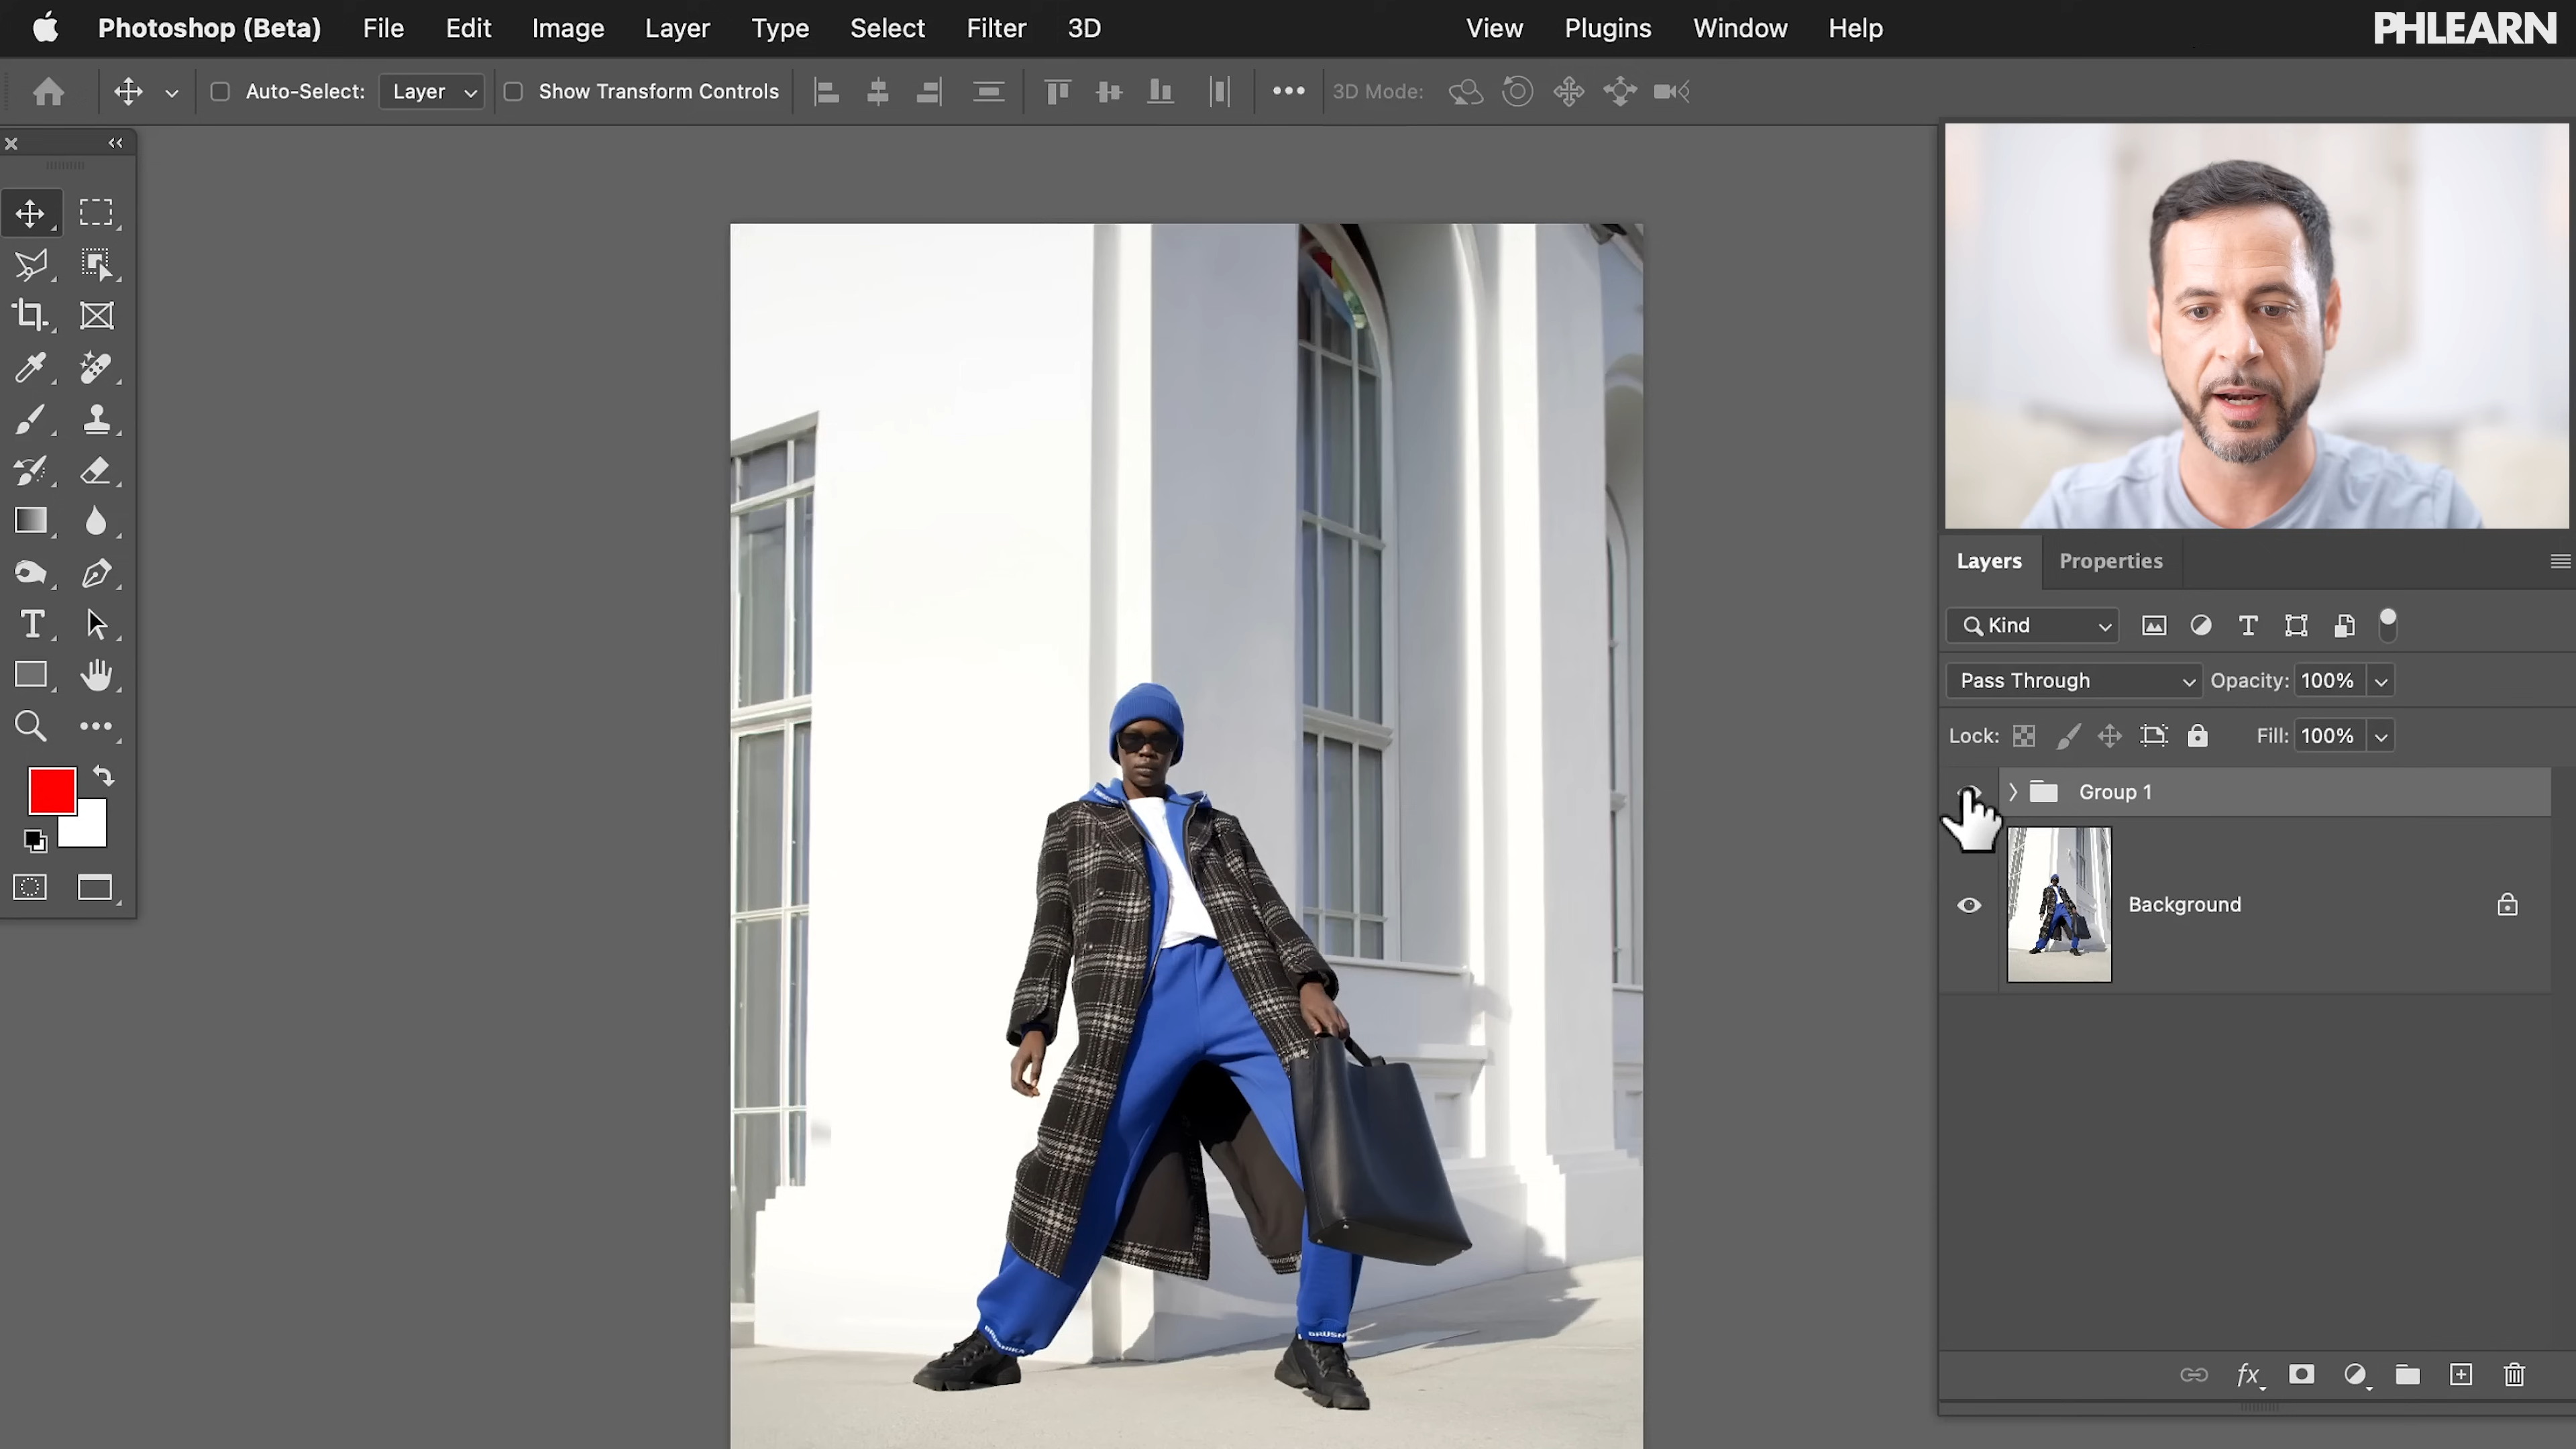 Photoshop (Beta) File Edit Image Layer Type Select Filter 3D View Plugins Window Help
PHLEARN
Auto-Select: Layer Show Transform Controls 3D Mode:
Layers Properties
Kind
Pass Through Opacity: 100%
Lock: Fill: 100%
Group 1
Background